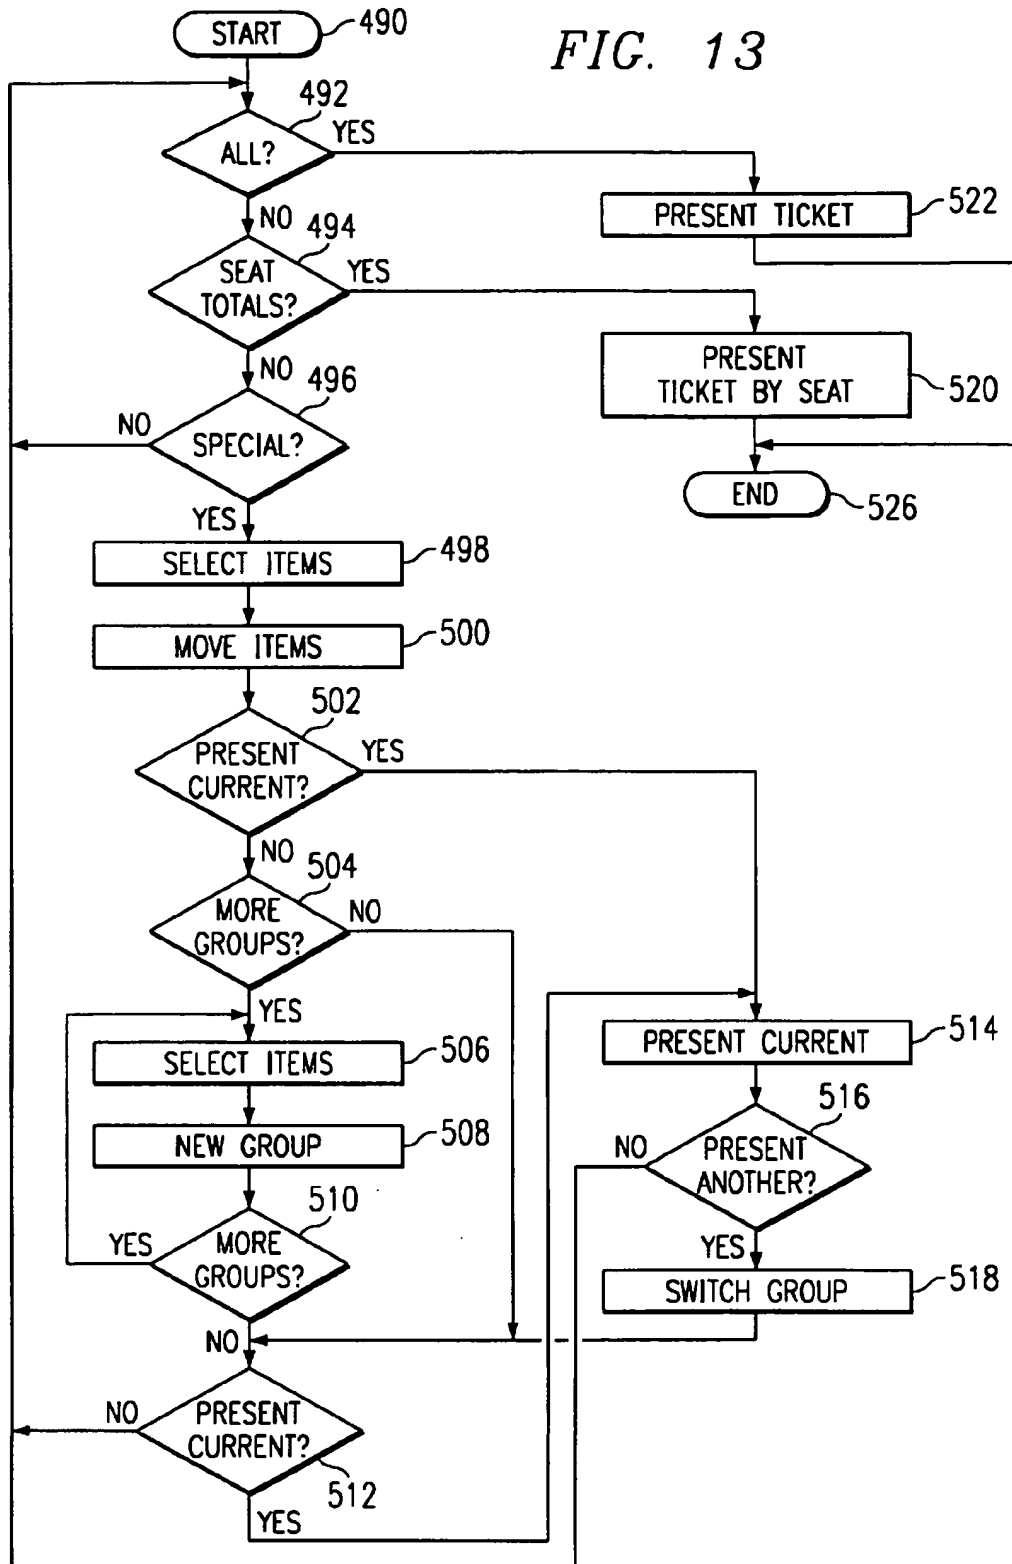 START
490
FIG. 13
492
ALL?
YES
NO
PRESENT TICKET
522
494
SEAT
TOTALS?
YES
NO
PRESENT
TICKET BY SEAT
520
496
SPECIAL?
NO
YES
END
526
SELECT ITEMS
498
MOVE ITEMS
500
502
PRESENT
CURRENT?
YES
NO
504
MORE
GROUPS?
NO
YES
SELECT ITEMS
506
NEW GROUP
508
510
MORE
GROUPS?
YES
NO
PRESENT CURRENT
514
516
PRESENT
ANOTHER?
NO
YES
SWITCH GROUP
518
PRESENT
CURRENT?
NO
512
YES